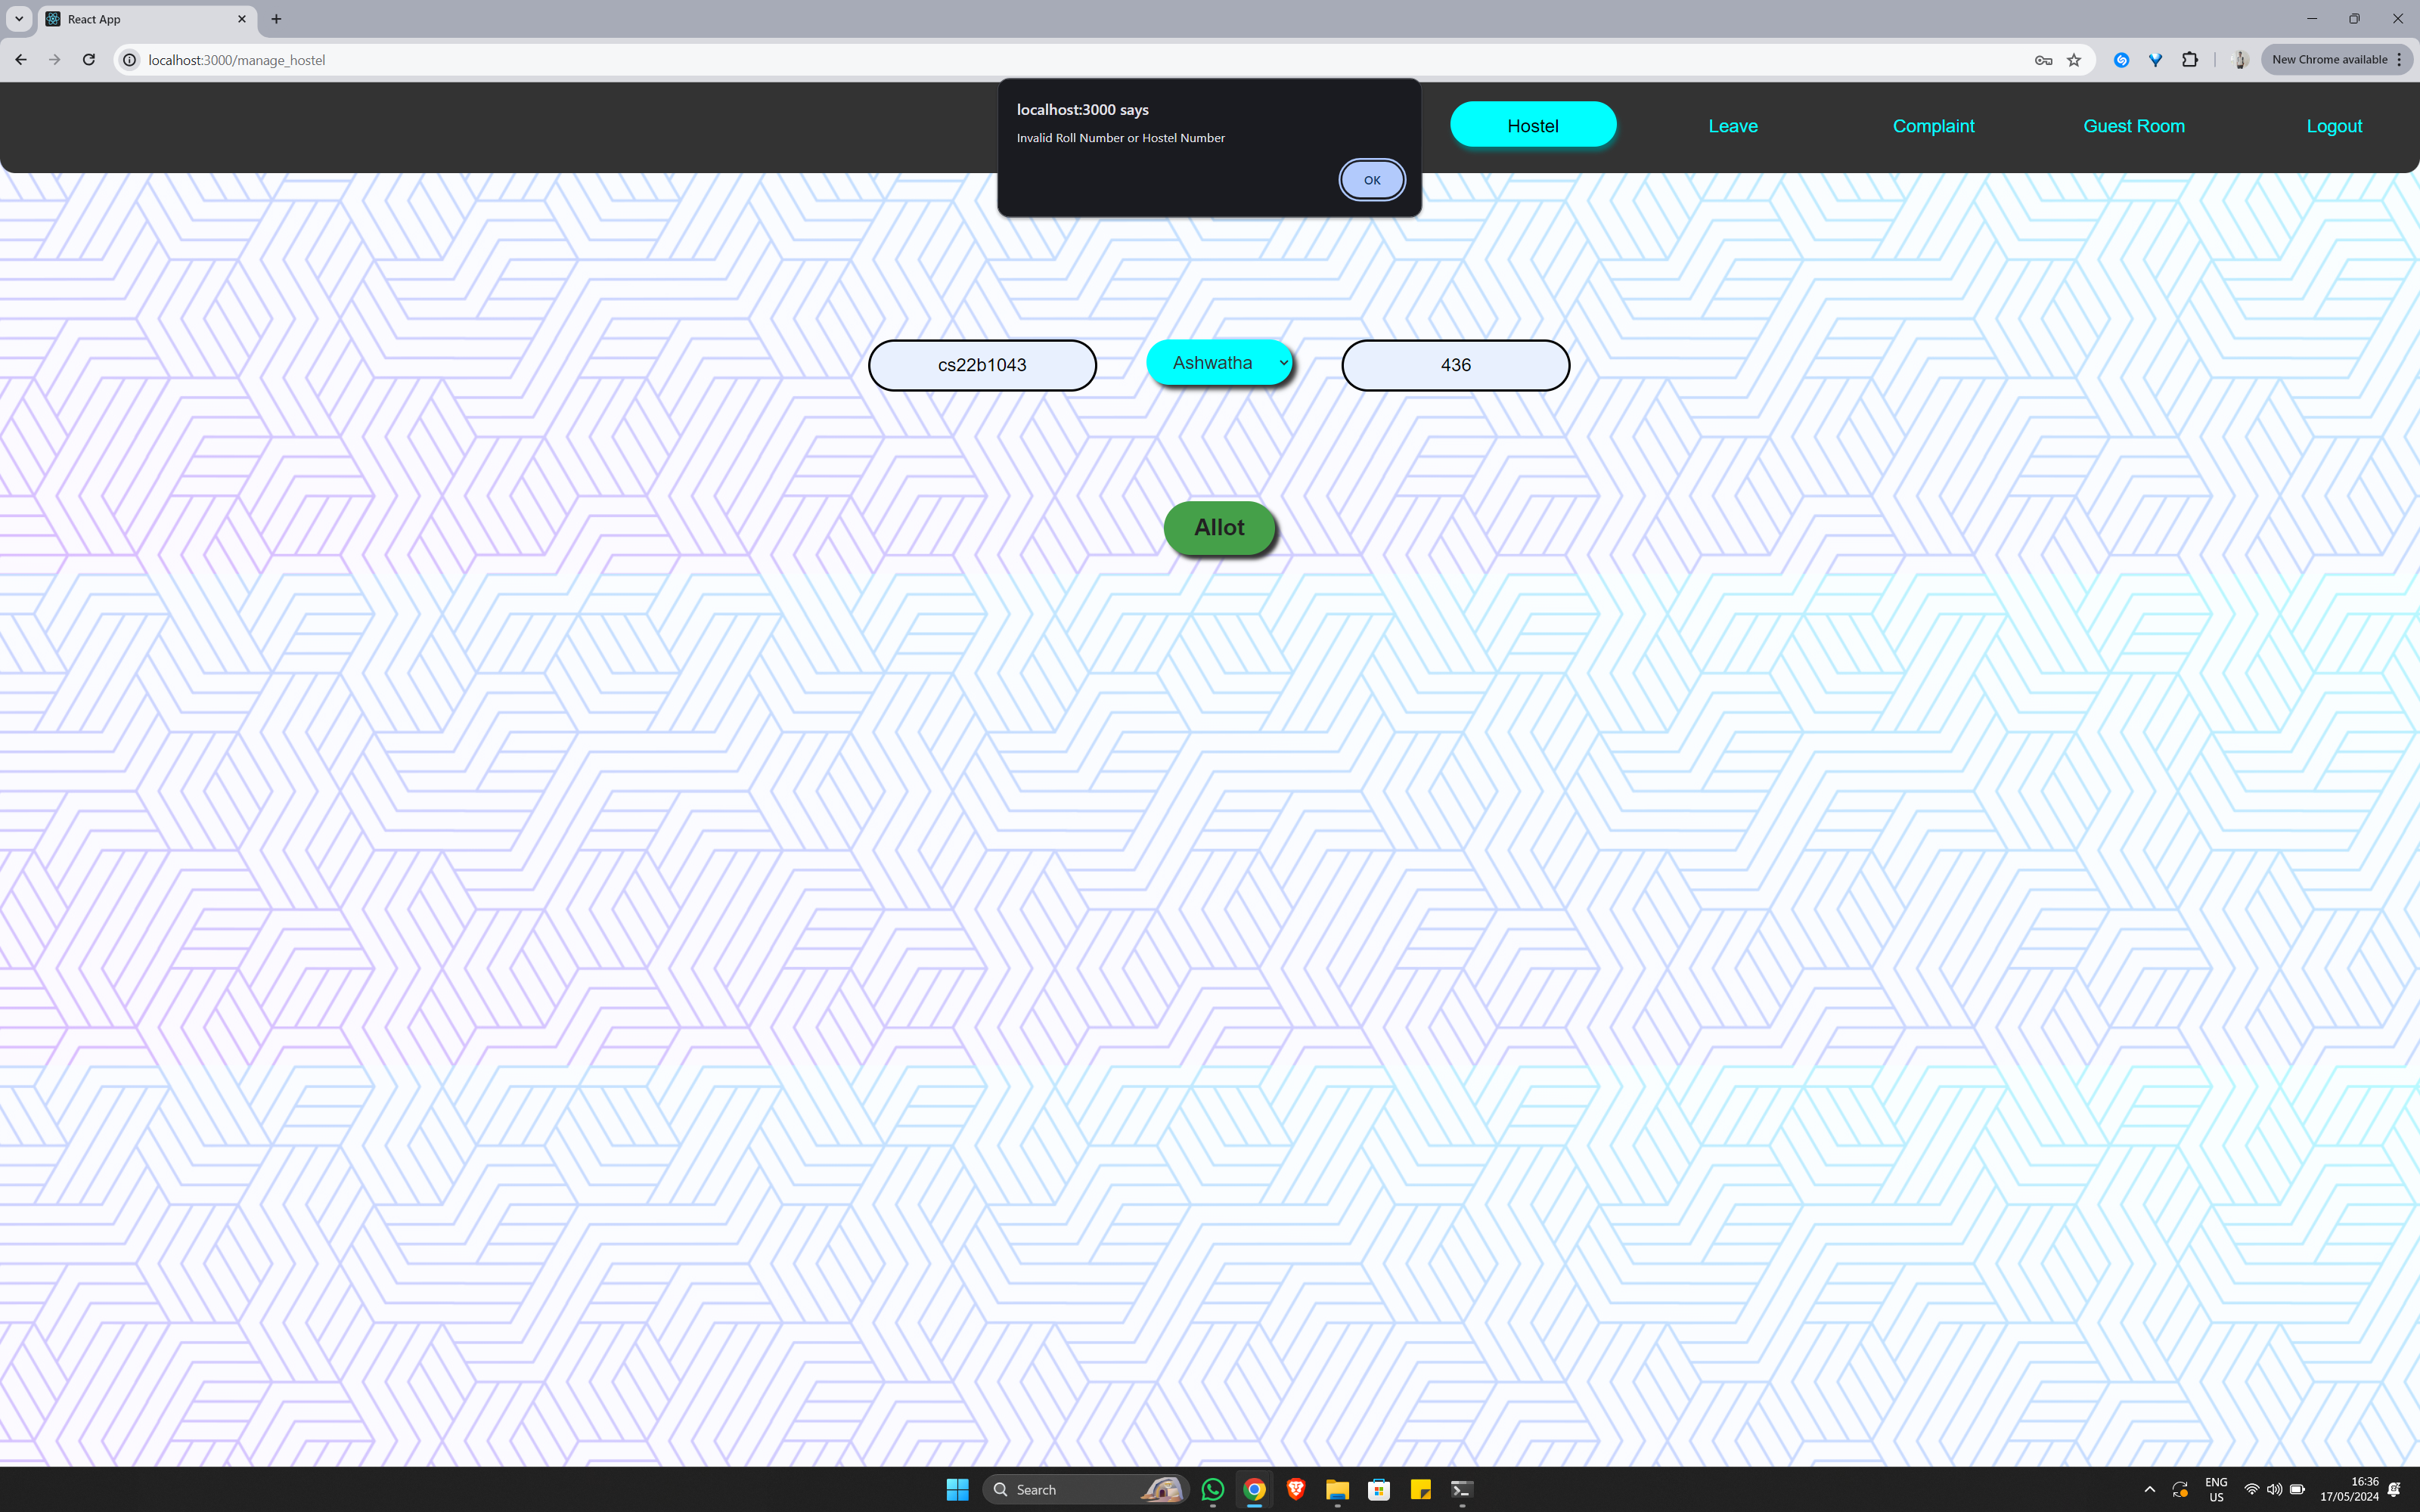 React App
localhost:3000/manage_hostel
New Chrome available
localhost:3000 says
Invalid Roll Number or Hostel Number
OK
Hostel
Leave
Complaint
Guest Room
Logout
cs22b1043
Ashwatha
436
Allot
Search
ENG
US
16:36
17/05/2024